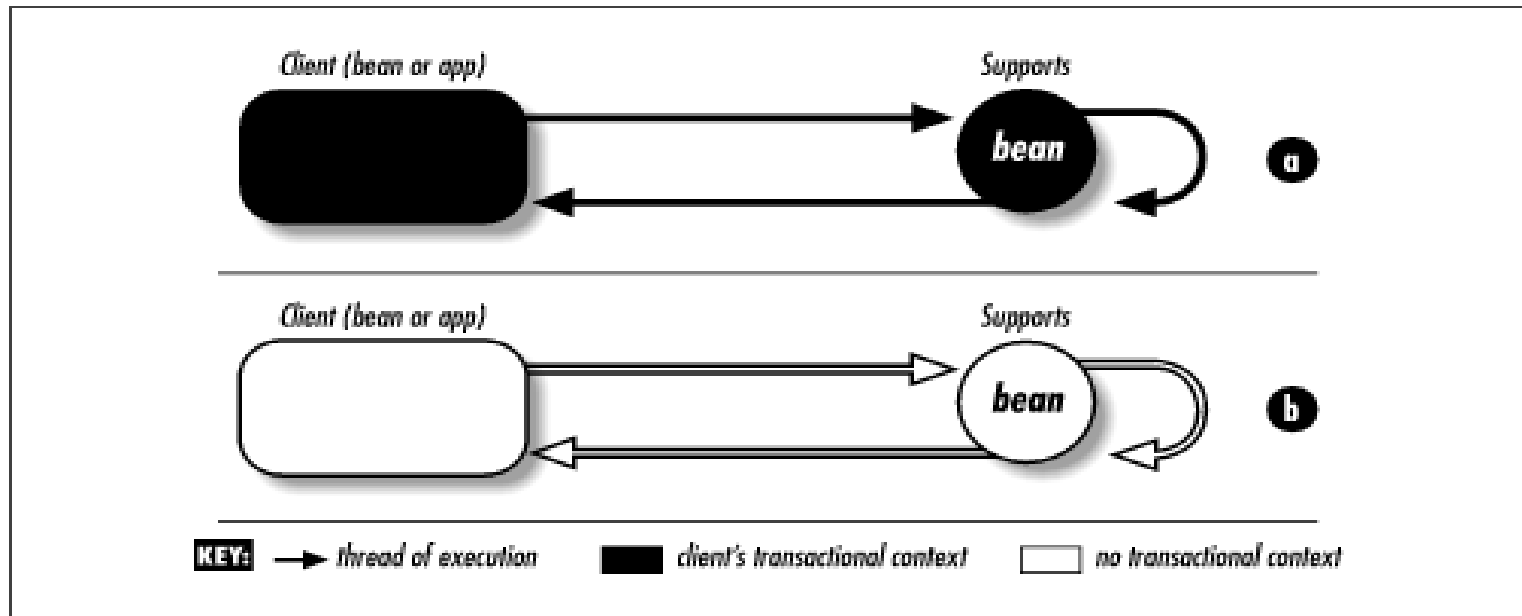 Client (bean or app)
Supports
bean
a
Client (bean or app)
Supports
bean
b
KEY: thread of execution client's transactional context no transactional context